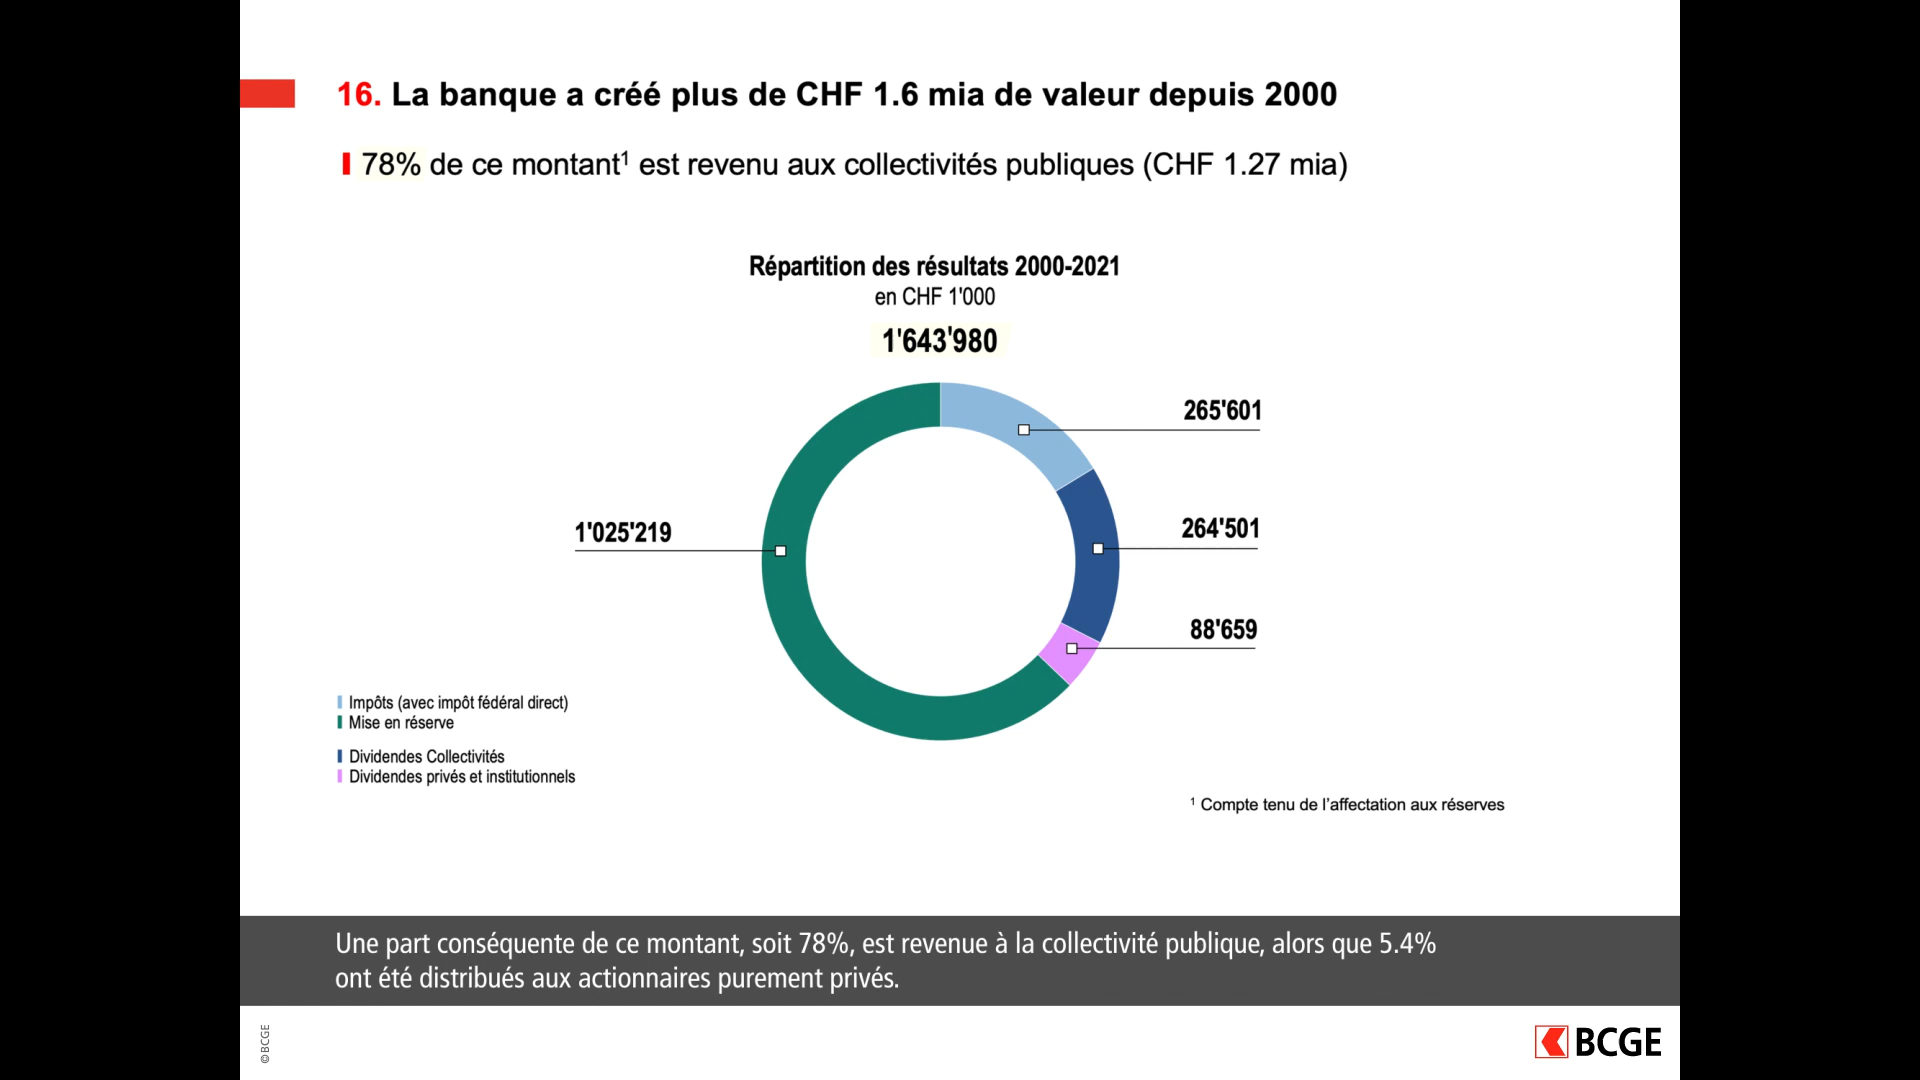 16. La banque a créé plus de CHF 1.6 mia de valeur depuis 2000
78% de ce montant¹ est revenu aux collectivités publiques (CHF 1.27 mia)
Répartition des résultats 2000-2021
en CHF 1'000
1'643'980
265'601
264'501
1'025'219
88'659
Impôts (avec impôt fédéral direct)
Mise en réserve
Dividendes Collectivités
Dividendes privés et institutionnels
¹ Compte tenu de l’affectation aux réserves
Une part conséquente de ce montant, soit 78%, est revenue à la collectivité publique, alors que 5.4%
ont été distribués aux actionnaires purement privés.
©BCGE
BCGE